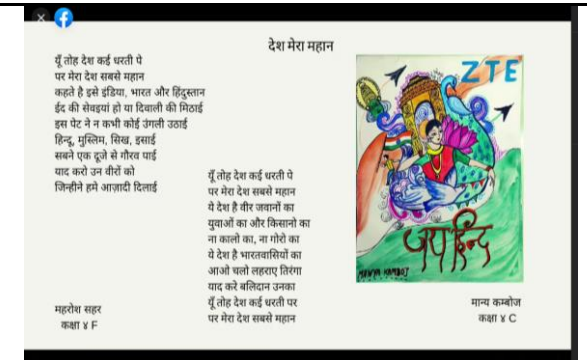 देश मेरा महान
यूँ तोह देश कई धरती पे
पर मेरा देश सबसे महान
कहते है इसे इंडिया, भारत और हिंदुस्तान
ईद की सेवइयां हो या दिवाली की मिठाई
इस पेट ने न कभी कोई उंगली उठाई
हिन्दू, मुस्लिम, सिख, इसाई
सबने एक दूजे से गौरव पाई
याद करो उन वीरों को
जिन्हीने हमे आज़ादी दिलाई
यूँ तोह देश कई धरती पे
पर मेरा देश सबसे महान
ये देश है वीर जवानों का
युवाओं का और किसानो का
ना कालो का, ना गोरो का
ये देश है भारतवासियों का
आओ चलो लहराए तिरंगा
याद करे बलिदान उनका
यूँ तोह देश कई धरती पर
पर मेरा देश सबसे महान
महरोश सहर
कक्षा ४ F
ZTE
जय हिन्द
MANYA KAMBOJ
मान्य कम्बोज
कक्षा ४ C